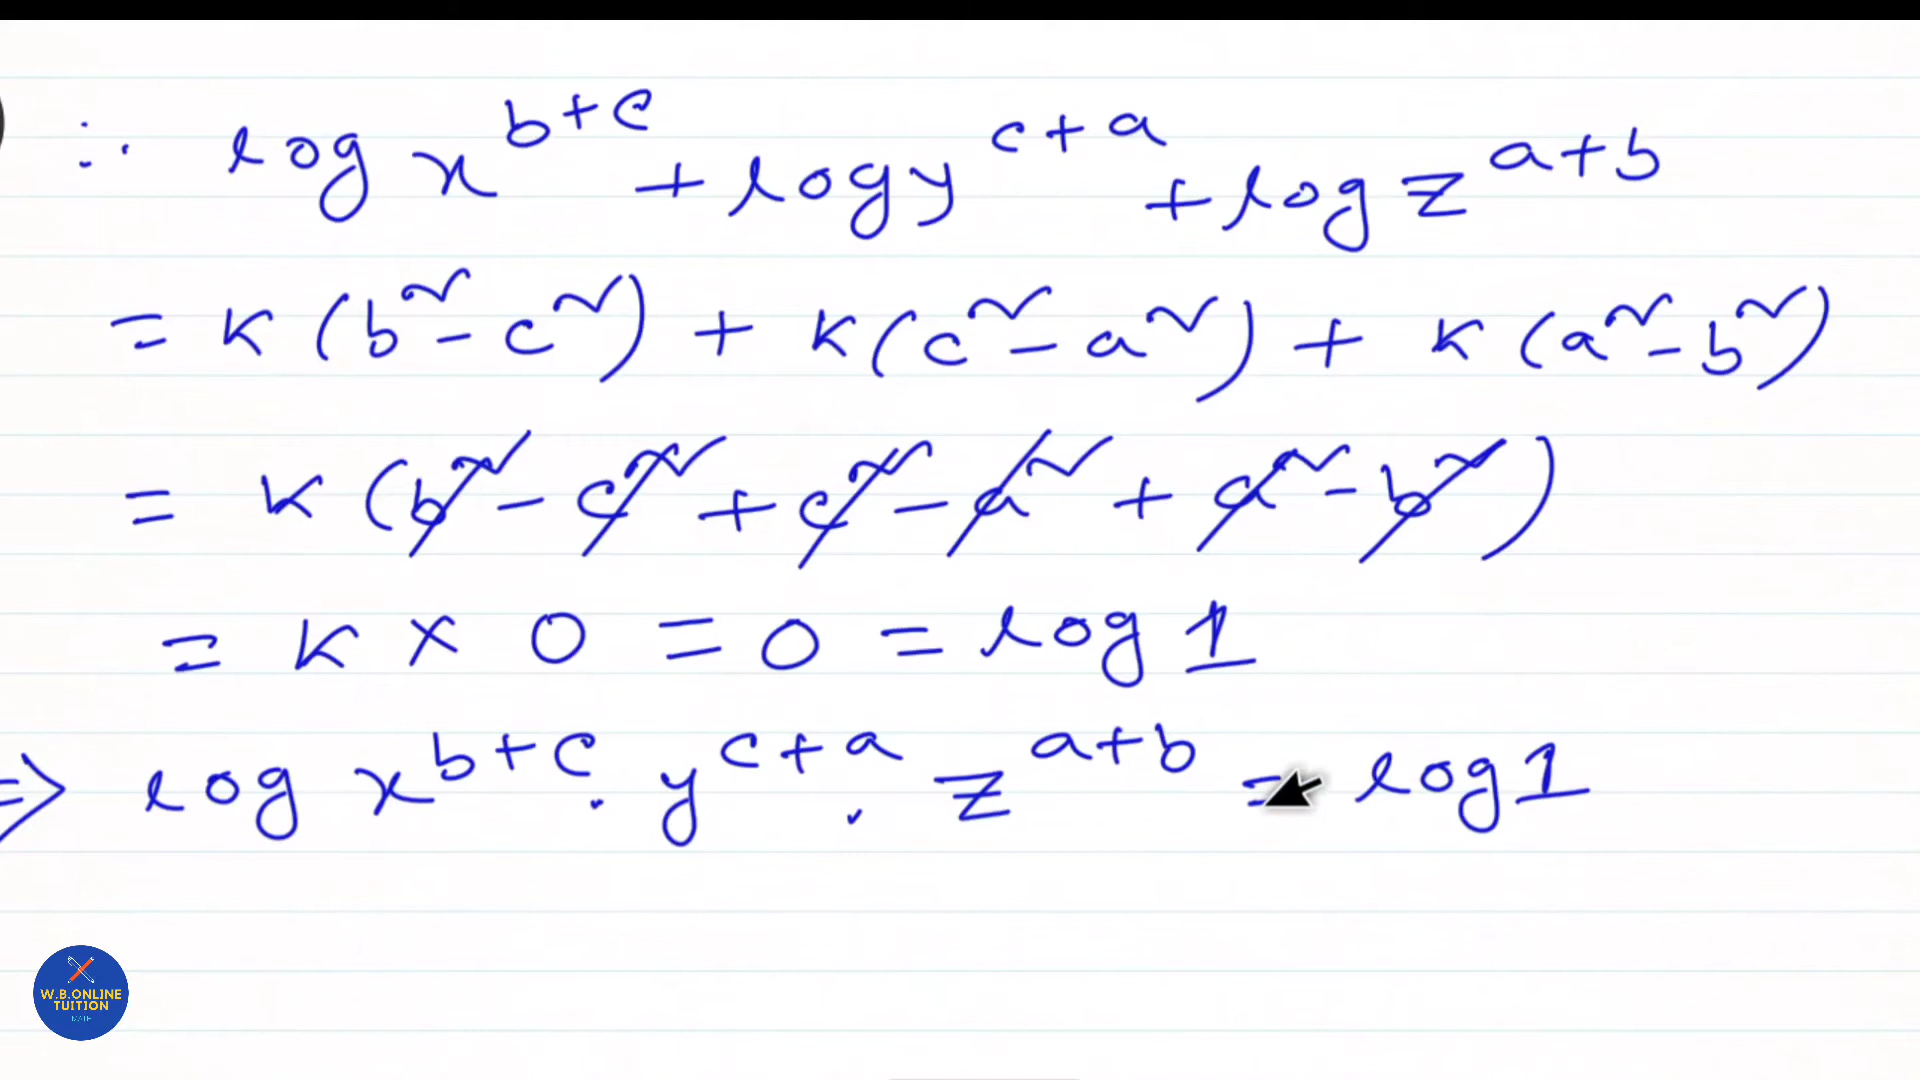 ∴ log x^{b+c} + log y^{c+a} + log z^{a+b}
= k (b² - c²) + k (c² - a²) + k (a² - b²)
= k (b² - c² + c² - a² + a² - b²)
= k × 0 = 0 = log 1
⇒ log x^{b+c} . y^{c+a} . z^{a+b} = log 1
W.B.ONLINE
TUITION
MATH